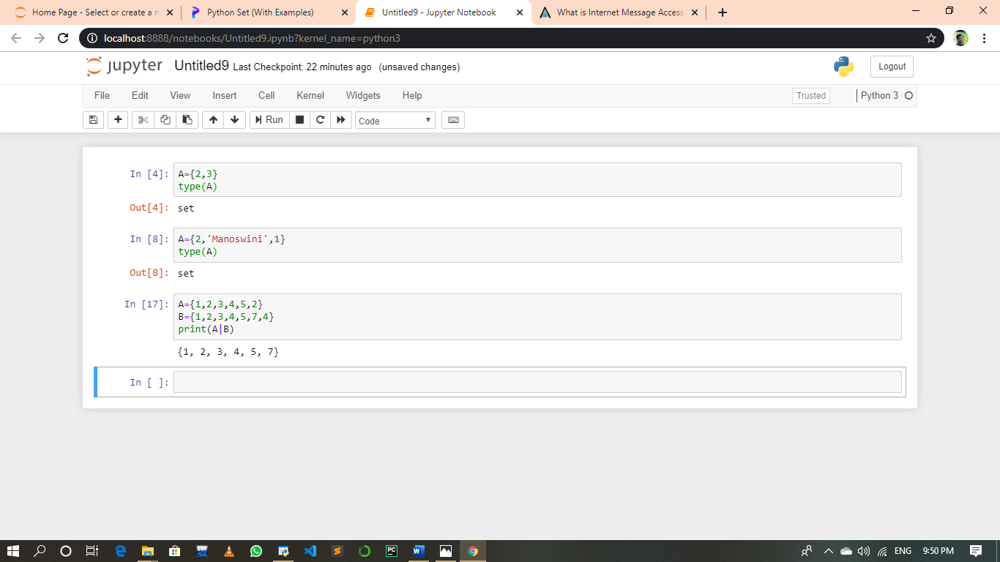 Home Page - Select or create a n
Python Set (With Examples)
Untitled9 - Jupyter Notebook
What is Internet Message Access
localhost:8888/notebooks/Untitled9.ipynb?kernel_name=python3
jupyter Untitled9 Last Checkpoint: 22 minutes ago (unsaved changes)
Logout
File Edit View Insert Cell Kernel Widgets Help
Trusted
Python 3
Run
Code
In [4]: A={2,3}
type(A)
Out[4]: set
In [8]: A={2,'Manoswini',1}
type(A)
Out[8]: set
In [17]: A={1,2,3,4,5,2}
B={1,2,3,4,5,7,4}
print(A|B)
{1, 2, 3, 4, 5, 7}
In [ ]:
DEV
PC
W
ENG 9:50 PM